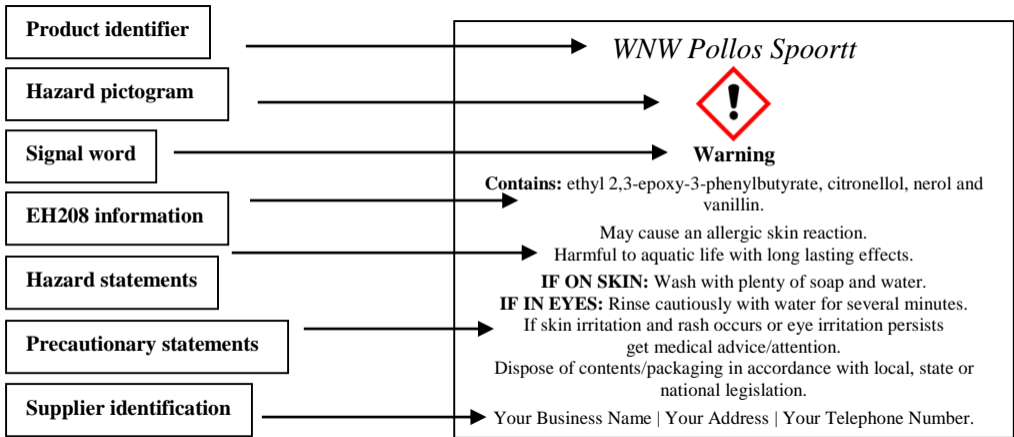 Product identifier
WNW Pollos Spoortt
Hazard pictogram
Signal word
Warning
Contains: ethyl 2,3-epoxy-3-phenylbutyrate, citronellol, nerol and
vanillin.
EH208 information
May cause an allergic skin reaction.
Harmful to aquatic life with long lasting effects.
Hazard statements
IF ON SKIN: Wash with plenty of soap and water.
IF IN EYES: Rinse cautiously with water for several minutes.
If skin irritation and rash occurs or eye irritation persists
get medical advice/attention.
Precautionary statements
Dispose of contents/packaging in accordance with local, state or
national legislation.
Supplier identification
Your Business Name | Your Address | Your Telephone Number.